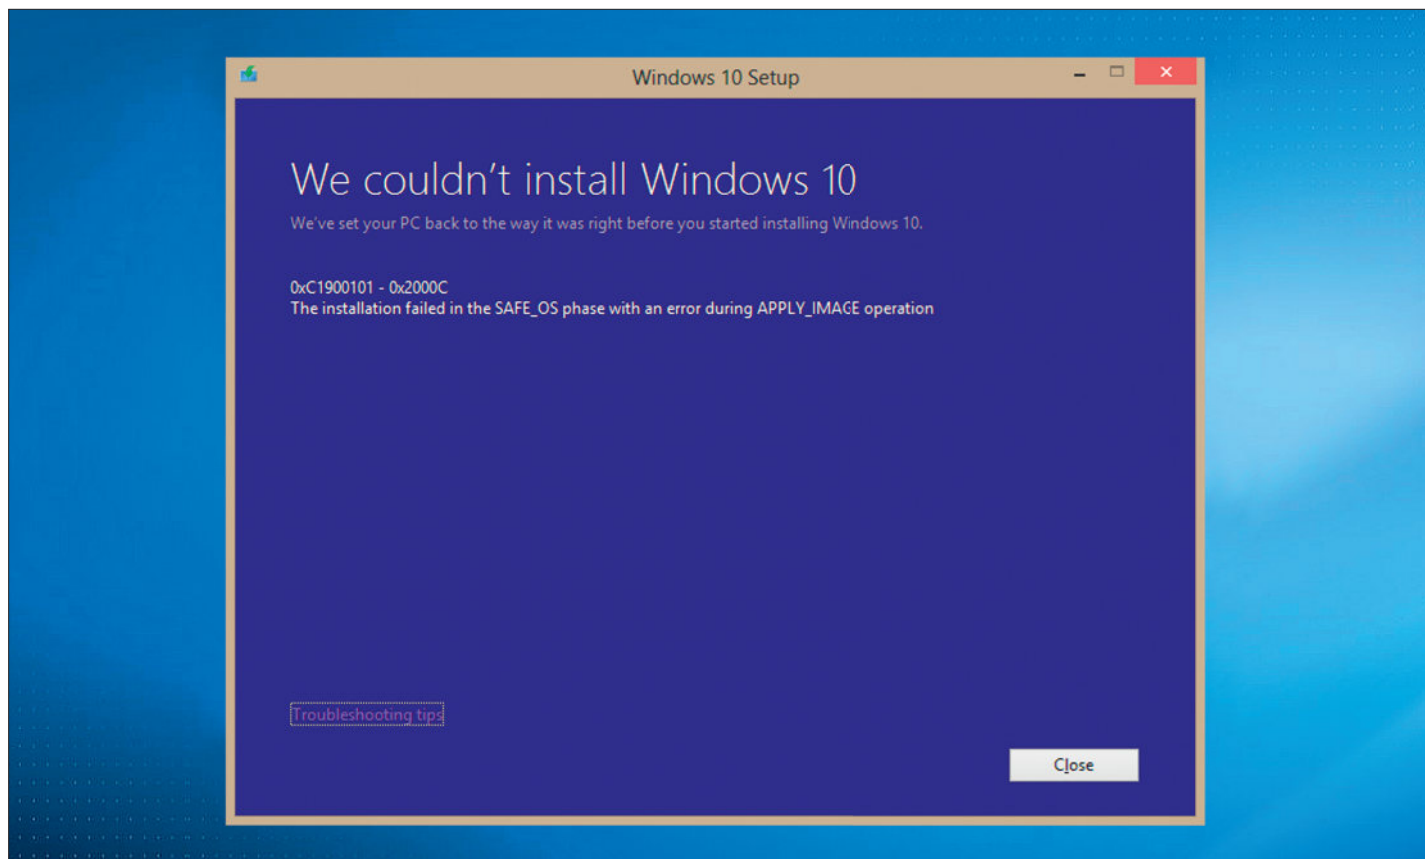 Windows 10 Setup
We couldn't install Windows 10
We've set your PC back to the way it was right before you started installing Windows 10.
0xC1900101 - 0x2000C
The installation failed in the SAFE_OS phase with an error during APPLY_IMAGE operation
Troubleshooting tips
Close